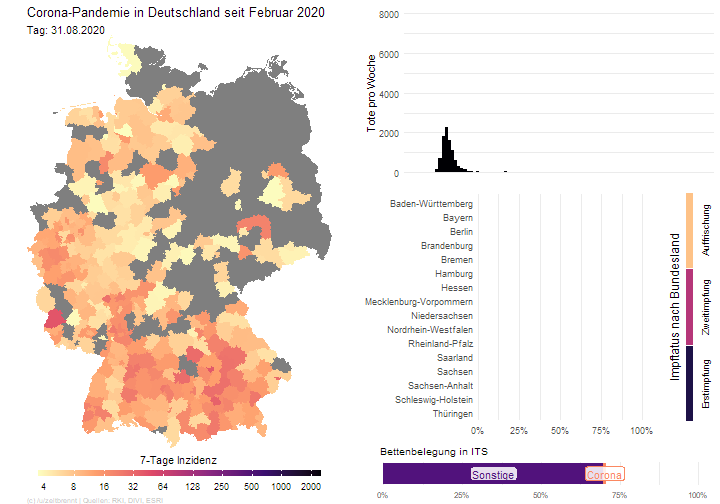 Corona-Pandemie in Deutschland seit Februar 2020
Tag: 31.08.2020
7-Tage Inzidenz
4 8 16 32 64 128 256 512 1000 2000
(c) /u/zeitbrennt | Quellen: RKI, DIVI, ESRI
Tote pro Woche
8000
6000
4000
2000
0
Baden-Württemberg
Bayern
Berlin
Brandenburg
Bremen
Hamburg
Hessen
Mecklenburg-Vorpommern
Niedersachsen
Nordrhein-Westfalen
Rheinland-Pfalz
Saarland
Sachsen
Sachsen-Anhalt
Schleswig-Holstein
Thüringen
0% 25% 50% 75% 100%
Impfstatus nach Bundesland
Auffrischung
Zweitimpfung
Erstimpfung
Bettenbelegung in ITS
Sonstige
Corona
0% 25% 50% 75% 100%